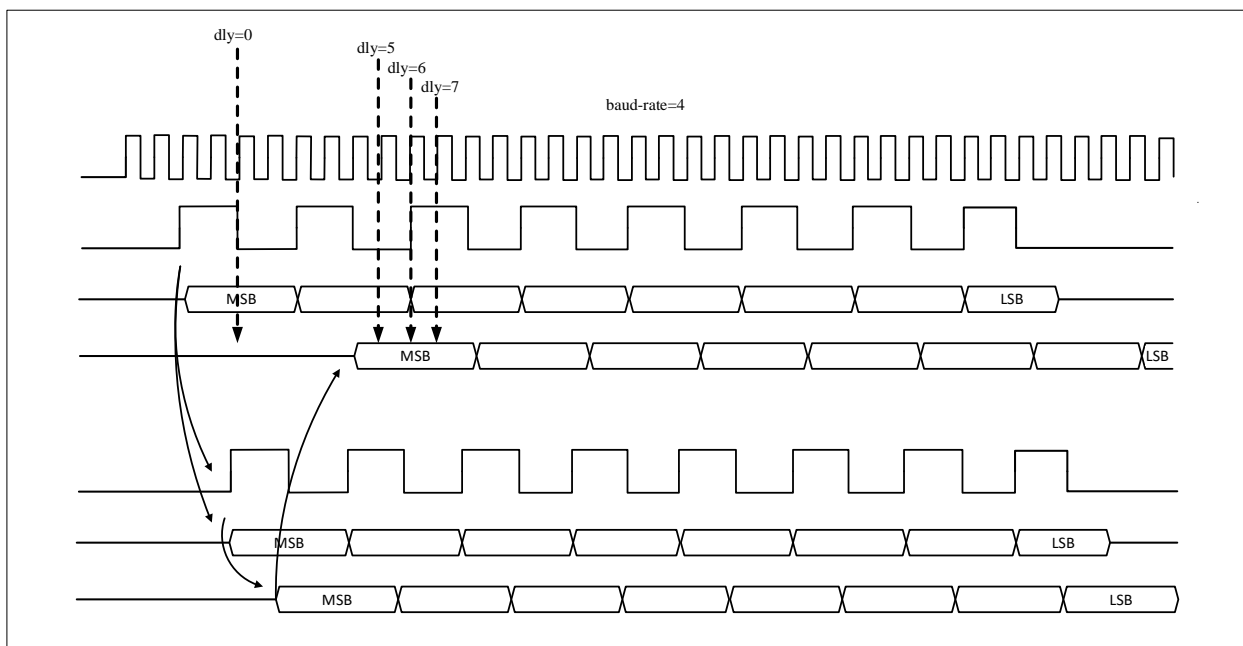 dly=0
dly=5
dly=6
dly=7
baud-rate=4
MSB
LSB
MSB
LSB
MSB
LSB
MSB
LSB